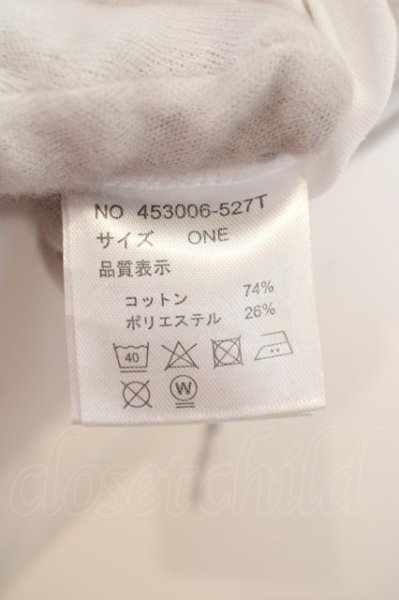 NO 453006-527T
サイズ ONE
品質表示
コットン 74%
ポリエステル 26%
40
W
closetchild